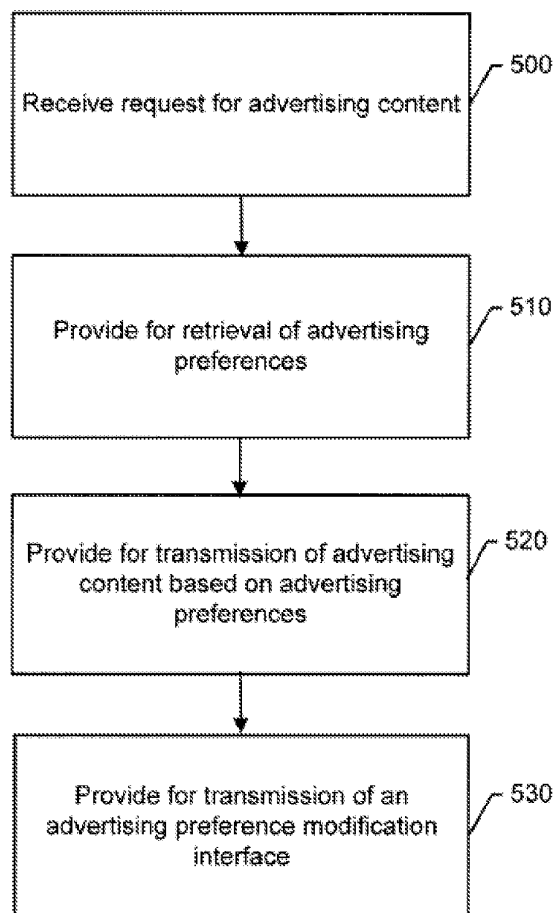 Receive request for advertising content
500
Provide for retrieval of advertising
preferences
510
Provide for transmission of advertising
content based on advertising
preferences
520
Provide for transmission of an
advertising preference modification
interface
530